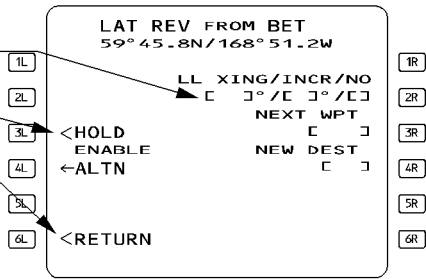 LAT REV FROM BET
59°45.8N/168°51.2W
1L
1R
LL XING/INCR/NO
2L
[ ]°/[ ]°/[]
2R
NEXT WPT
3L
<HOLD
[ ]
3R
ENABLE
NEW DEST
4L
←ALTN
[ ]
4R
5L
5R
6L
<RETURN
6R